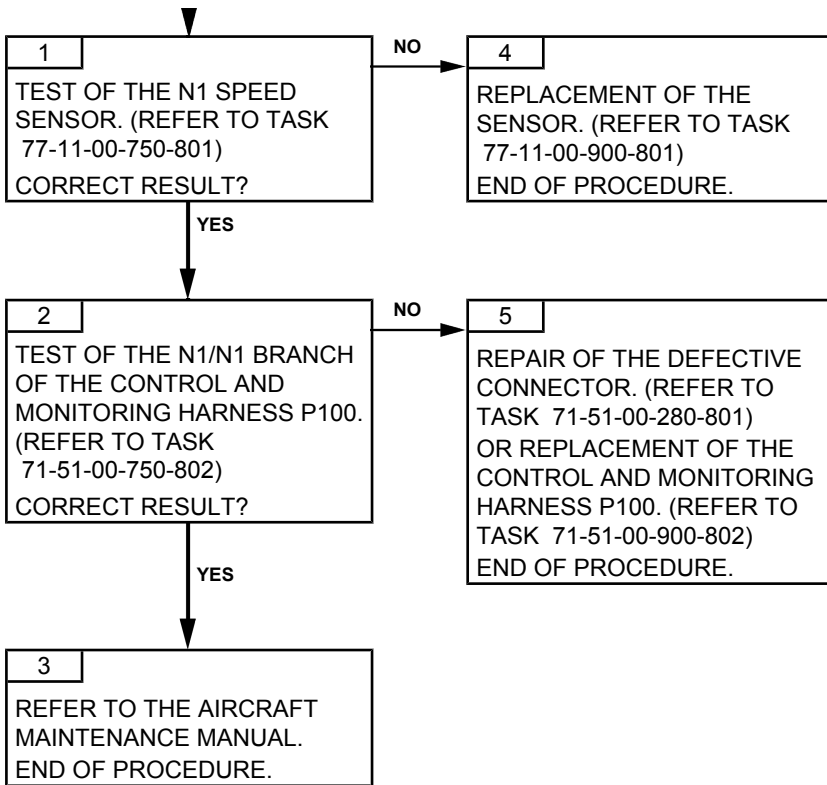 1
TEST OF THE N1 SPEED
SENSOR. (REFER TO TASK
77-11-00-750-801)
CORRECT RESULT?
NO
4
REPLACEMENT OF THE
SENSOR. (REFER TO TASK
77-11-00-900-801)
END OF PROCEDURE.
YES
2
TEST OF THE N1/N1 BRANCH
OF THE CONTROL AND
MONITORING HARNESS P100.
(REFER TO TASK
71-51-00-750-802)
CORRECT RESULT?
NO
5
REPAIR OF THE DEFECTIVE
CONNECTOR. (REFER TO
TASK 71-51-00-280-801)
OR REPLACEMENT OF THE
CONTROL AND MONITORING
HARNESS P100. (REFER TO
TASK 71-51-00-900-802)
END OF PROCEDURE.
YES
3
REFER TO THE AIRCRAFT
MAINTENANCE MANUAL.
END OF PROCEDURE.